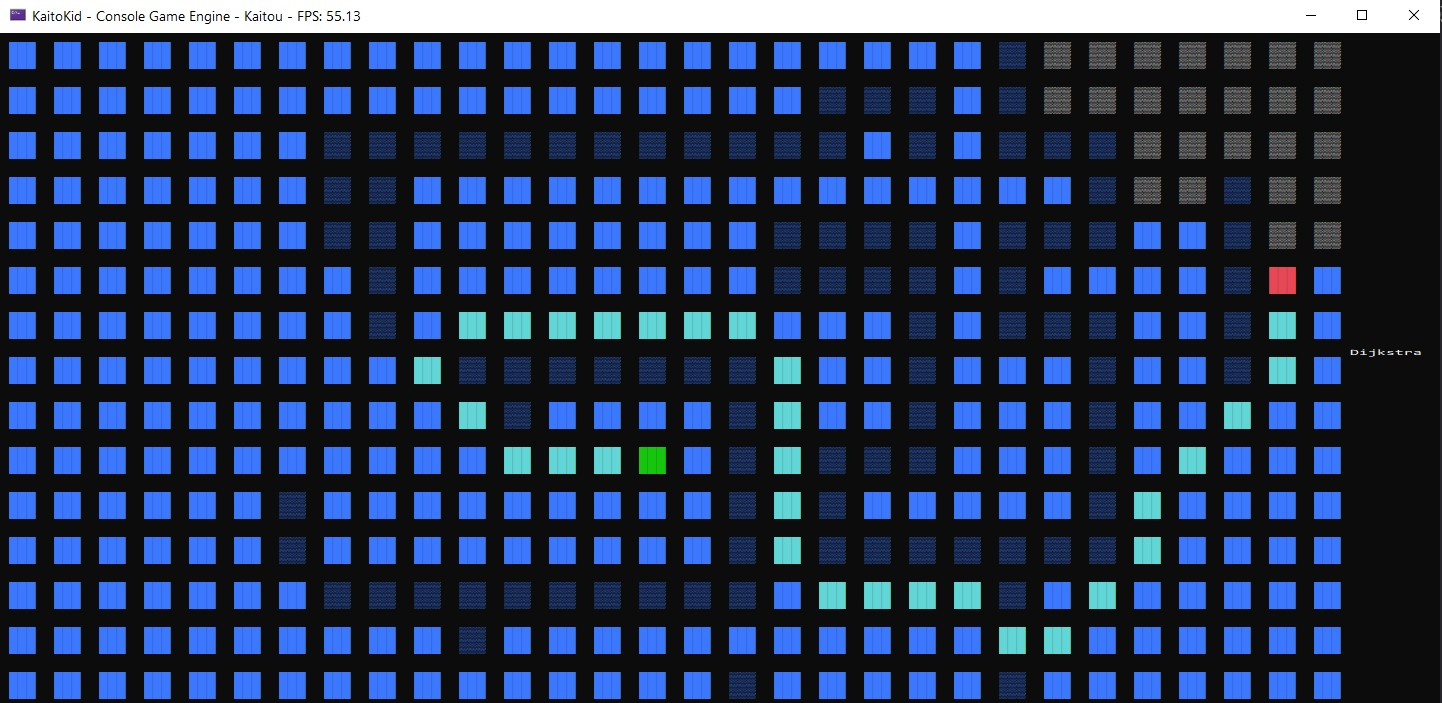 KaitoKid - Console Game Engine - Kaitou - FPS: 55.13
Dijkstra